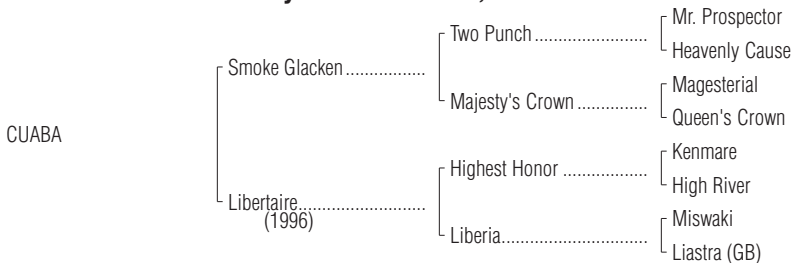 Mr. Prospector
Two Punch
Heavenly Cause
Smoke Glacken
Magesterial
Majesty's Crown
Queen's Crown
CUABA
Kenmare
Highest Honor
High River
Libertaire
(1996)
Miswaki
Liberia
Liastra (GB)